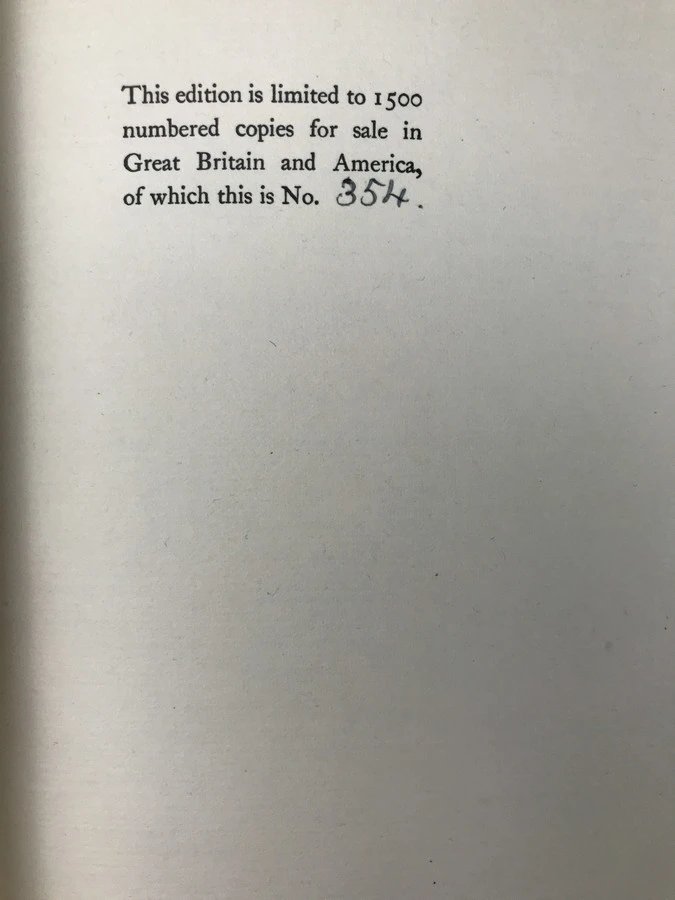 This edition is limited to 1500
numbered copies for sale in
Great Britain and America,
of which this is No. 354.